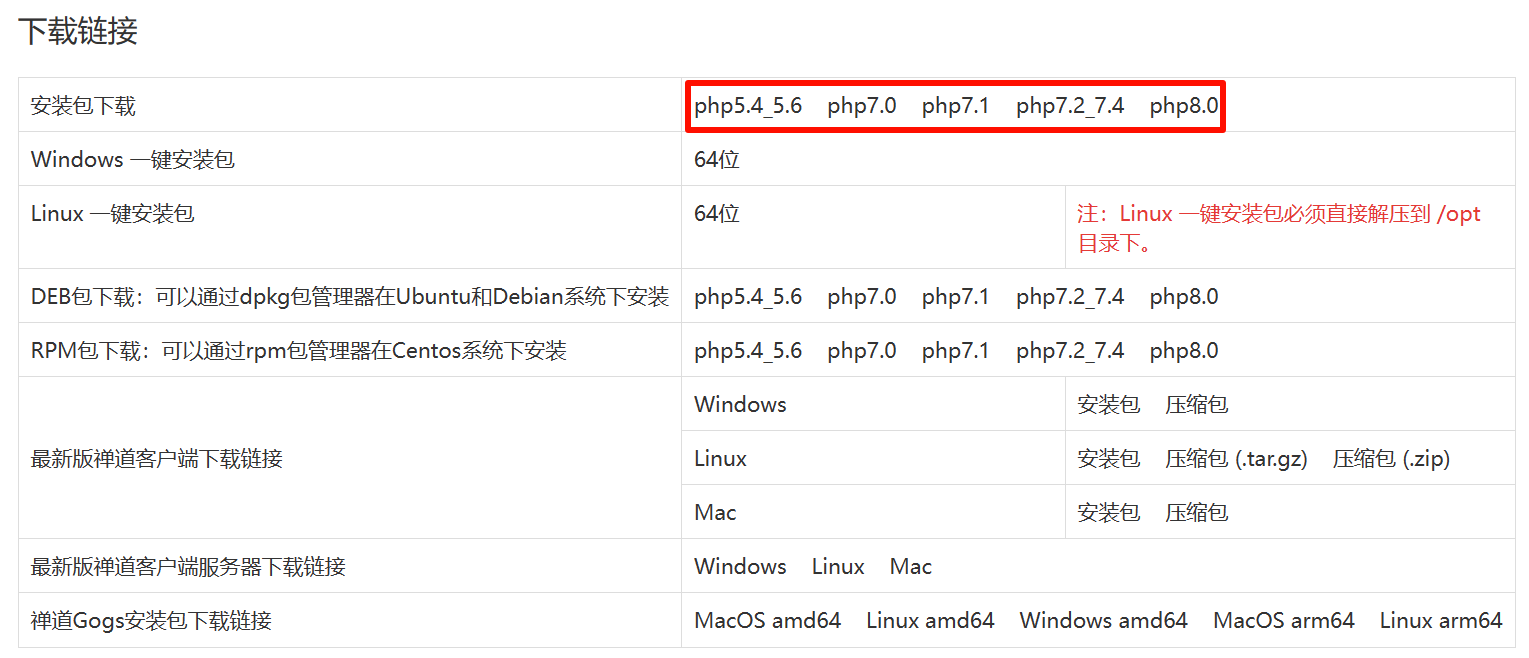 下载链接
安装包下载 php5.4_5.6 php7.0 php7.1 php7.2_7.4 php8.0
Windows 一键安装包 64位
Linux 一键安装包 64位 注：Linux 一键安装包必须直接解压到 /opt
目录下。
DEB包下载：可以通过dpkg包管理器在Ubuntu和Debian系统下安装 php5.4_5.6 php7.0 php7.1 php7.2_7.4 php8.0
RPM包下载：可以通过rpm包管理器在Centos系统下安装 php5.4_5.6 php7.0 php7.1 php7.2_7.4 php8.0
Windows 安装包 压缩包
最新版禅道客户端下载链接 Linux 安装包 压缩包 (.tar.gz) 压缩包 (.zip)
Mac 安装包 压缩包
最新版禅道客户端服务器下载链接 Windows Linux Mac
禅道Gogs安装包下载链接 MacOS amd64 Linux amd64 Windows amd64 MacOS arm64 Linux arm64